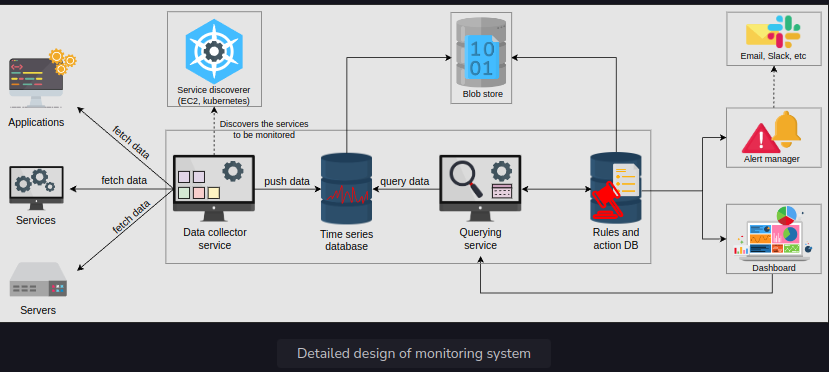 Applications
Services
Servers
fetch data
fetch data
fetch data
Service discoverer
(EC2, kubernetes)
Discovers the services
to be monitored
Data collector
service
push data
Time series
database
query data
Querying
service
10
01
Blob store
Rules and
action DB
Email, Slack, etc
Alert manager
Dashboard
Detailed design of monitoring system